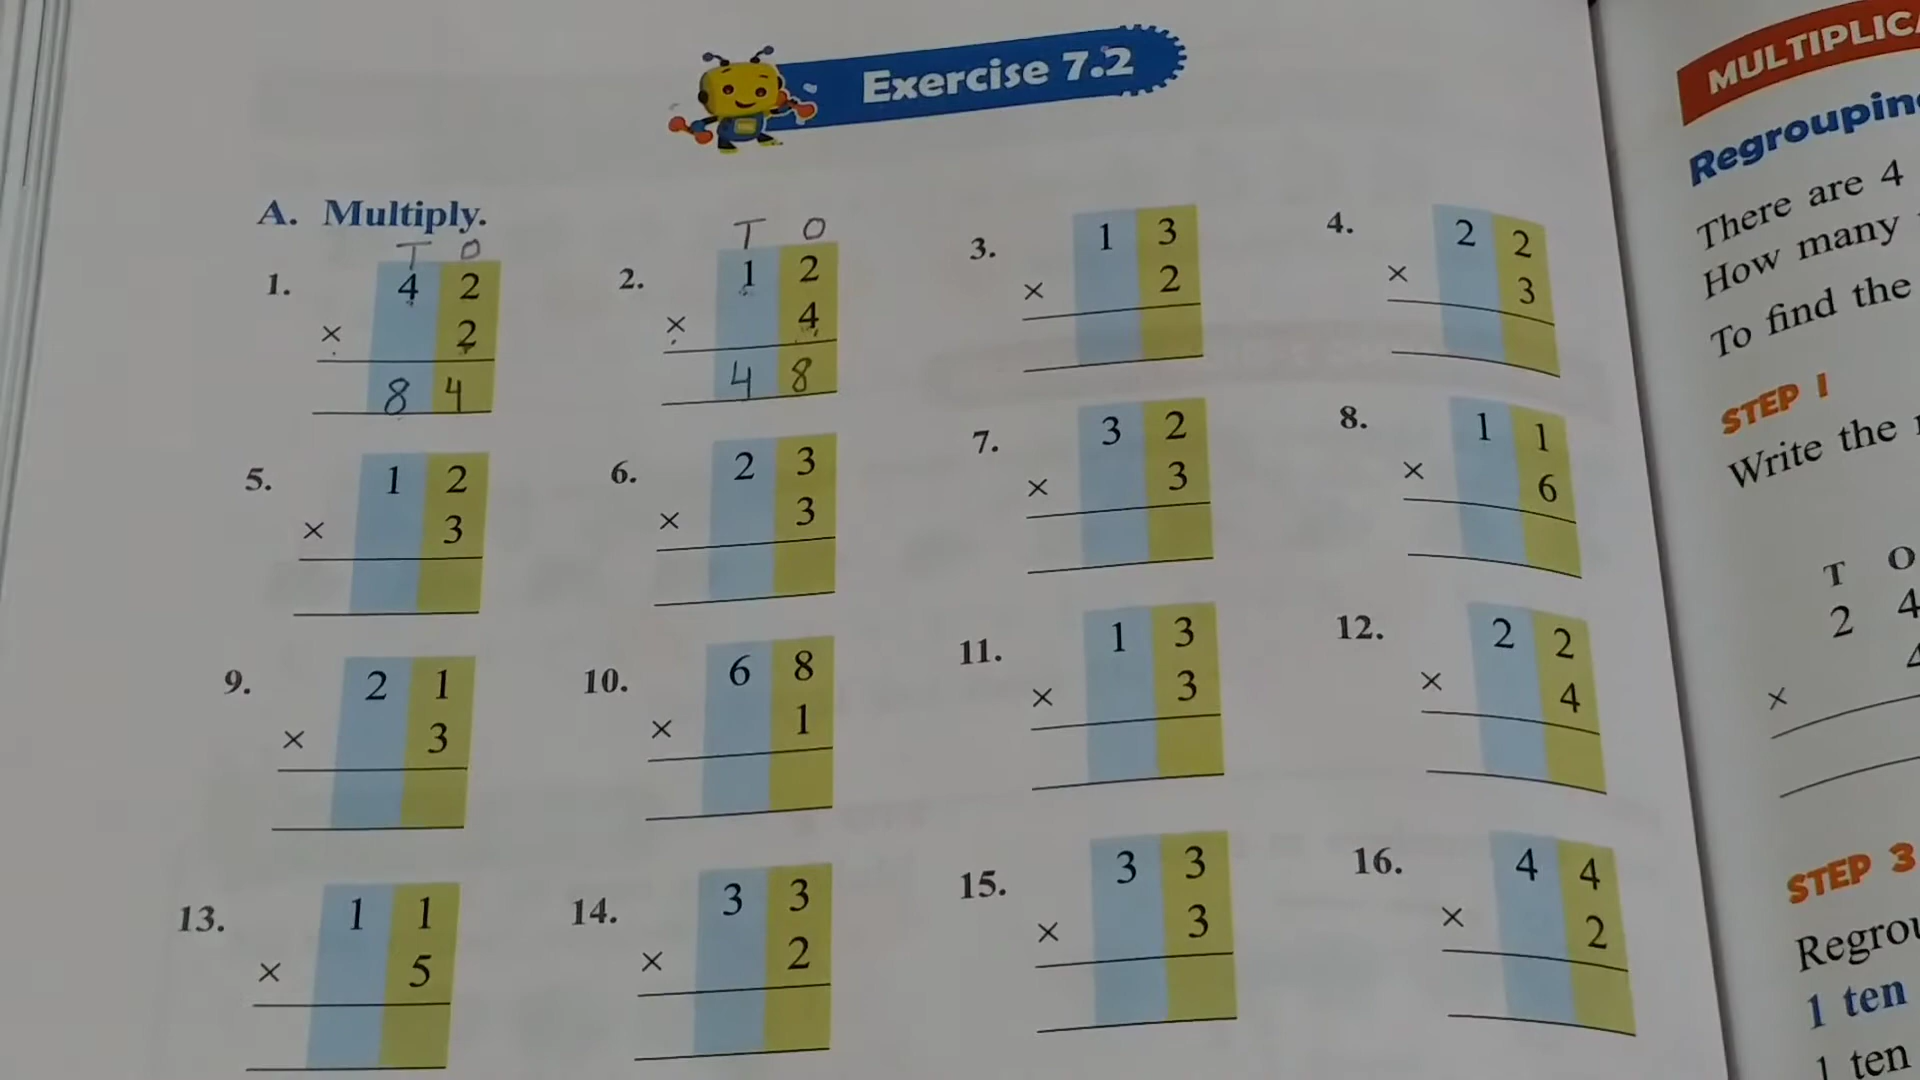 Exercise 7.2
A. Multiply.
T O
1. 4 2
× 2
8 4
T O
2. 1 2
× 4
4 8
3. 1 3
× 2
4. 2 2
× 3
5. 1 2
× 3
6. 2 3
× 3
7. 3 2
× 3
8. 1 1
× 6
9. 2 1
× 3
10. 6 8
× 1
11. 1 3
× 3
12. 2 2
× 4
13. 1 1
× 5
14. 3 3
× 2
15. 3 3
× 3
16. 4 4
× 2
MULTIPLICA
Regrouping
There are 4
How many
To find the
STEP 1
Write the
T O
2 4
×
STEP 3
Regrou
1 ten
1 ten